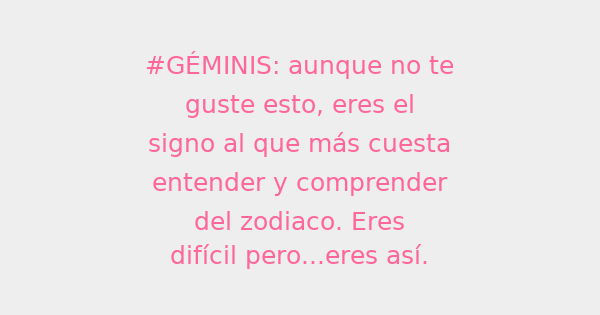 #GÉMINIS: aunque no te
guste esto, eres el
signo al que más cuesta
entender y comprender
del zodiaco. Eres
difícil pero...eres así.